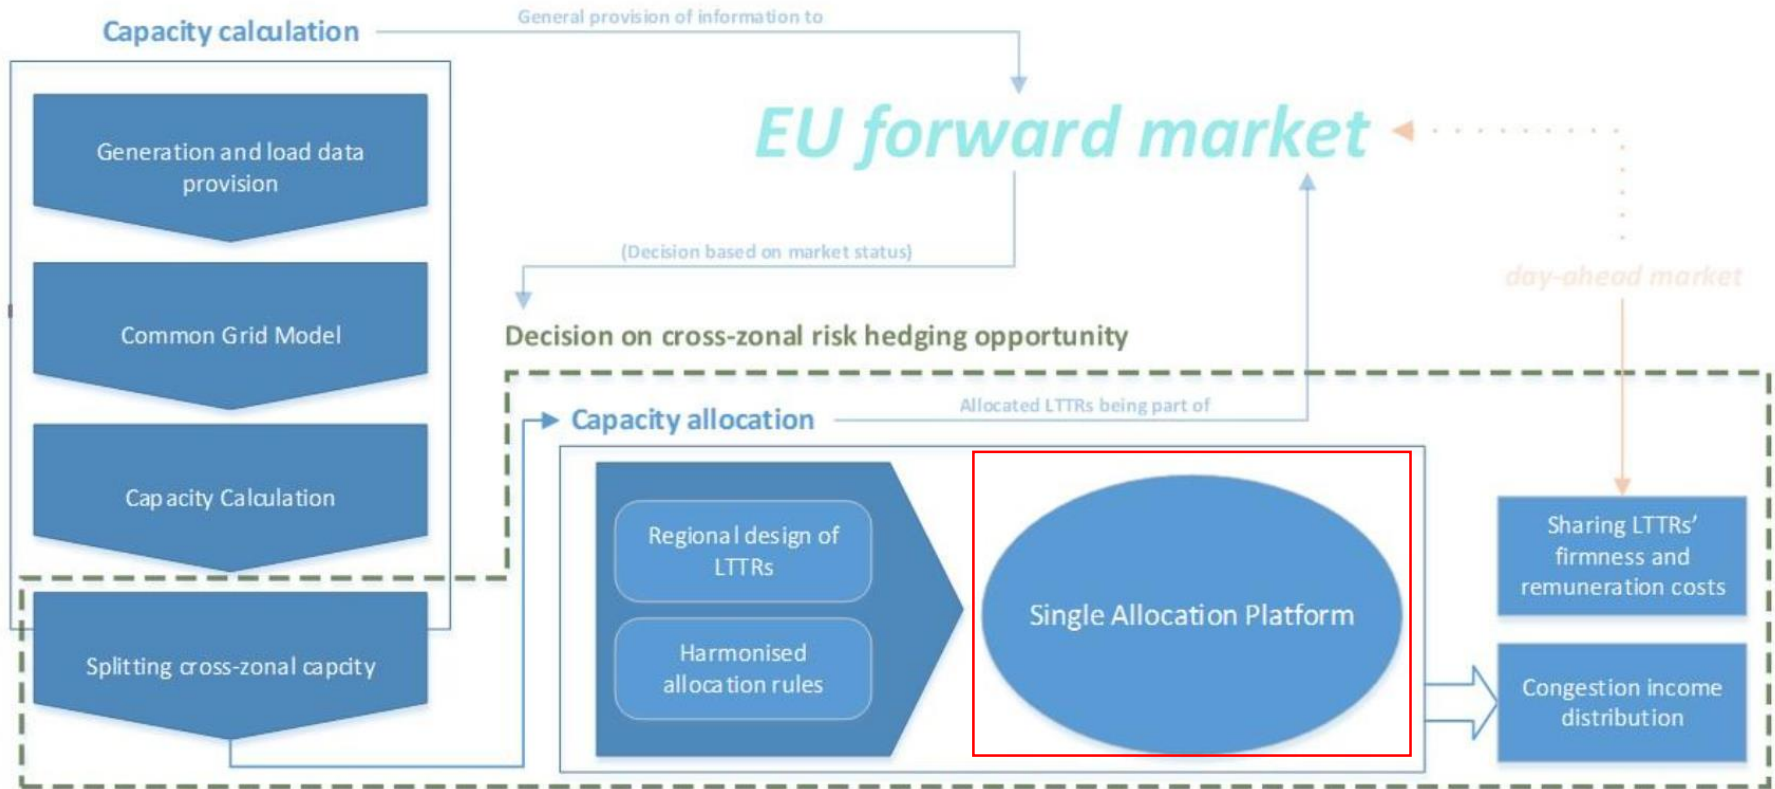 General provision of information to
Capacity calculation
EU forward market
Generation and load data
provision
(Decision based on market status)
day-ahead market
Common Grid Model
Decision on cross-zonal risk hedging opportunity
Capacity allocation
Allocated LTTRs being part of
Capacity Calculation
Regional design of
LTTRs
Harmonised
allocation rules
Single Allocation Platform
Sharing LTTRs'
firmness and
remuneration costs
Splitting cross-zonal capcity
Congestion income
distribution